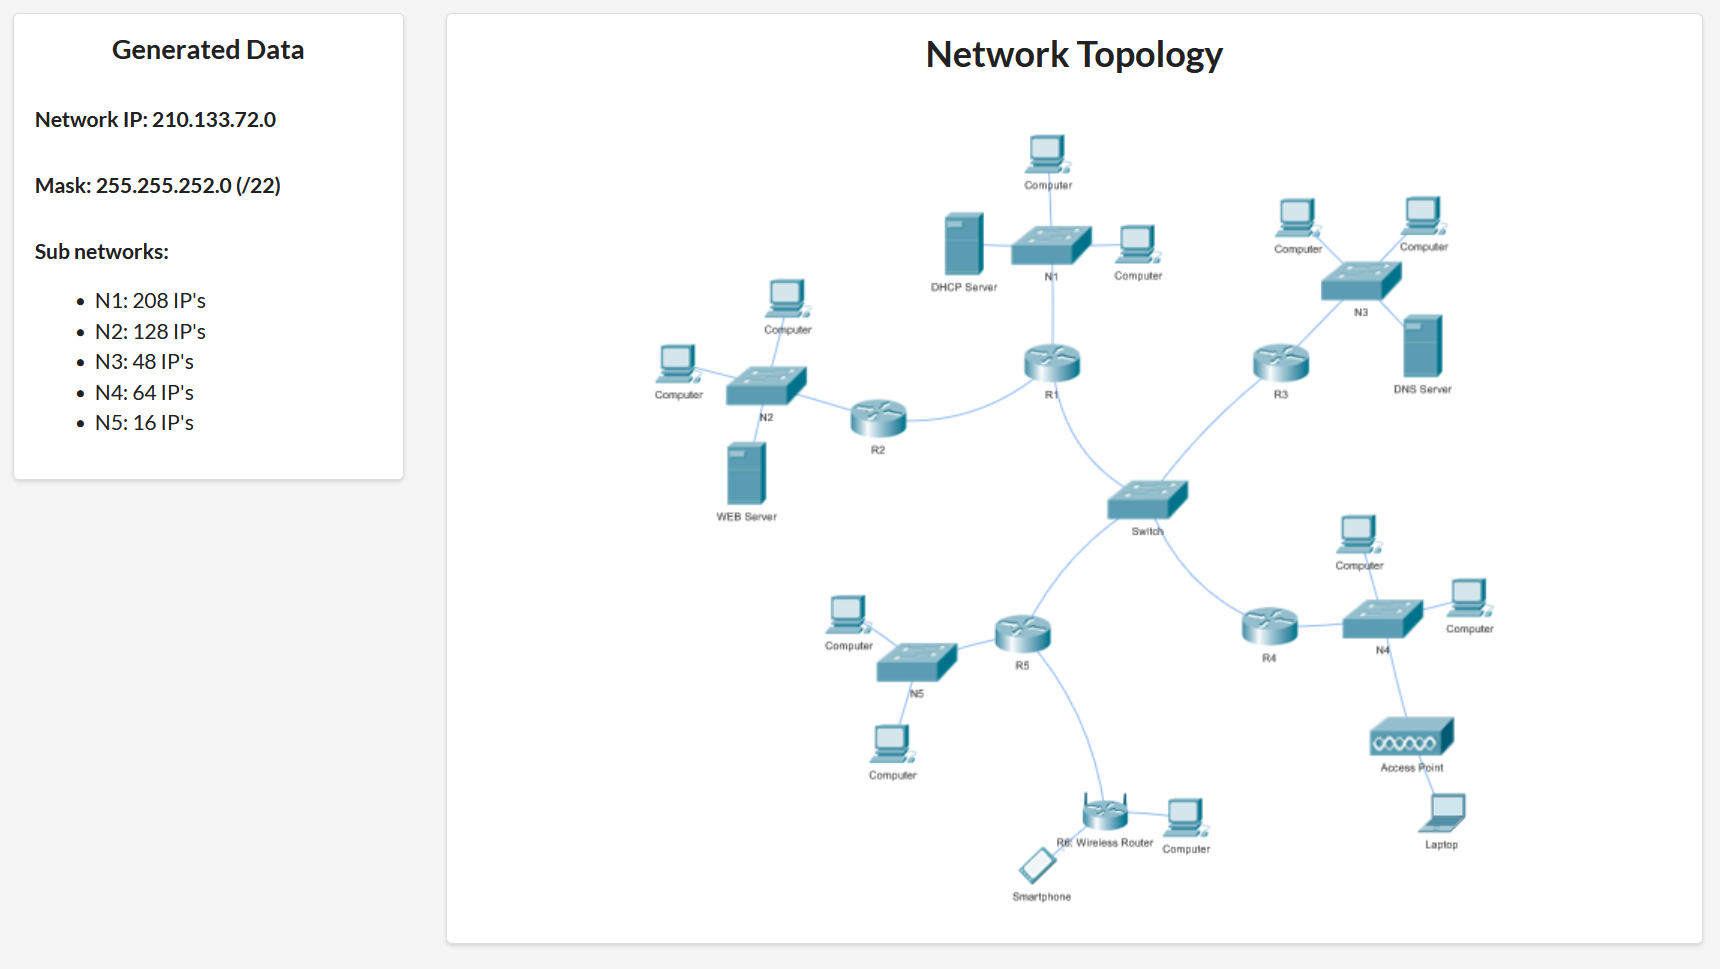 Generated Data
Network IP: 210.133.72.0
Mask: 255.255.252.0 (/22)
Sub networks:
N1: 208 IP's
N2: 128 IP's
N3: 48 IP's
N4: 64 IP's
N5: 16 IP's
Network Topology
Computer
DHCP Server
N1
Computer
Computer
Computer
N3
DNS Server
Computer
Computer
N2
WEB Server
R2
R1
R3
Switch
Computer
Computer
N4
R4
Access Point
Laptop
Computer
N5
Computer
R5
R6: Wireless Router
Computer
Smartphone